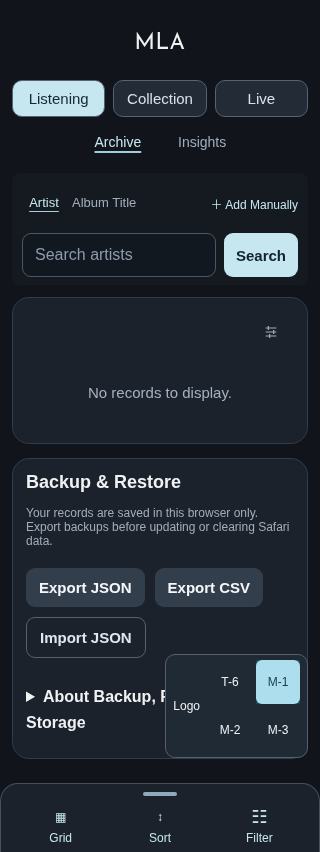 MLA
Listening
Collection
Live
Archive
Insights
Artist
Album Title
+ Add Manually
Search artists
Search
No records to display.
Backup & Restore
Your records are saved in this browser only.
Export backups before updating or clearing Safari
data.
Export JSON
Export CSV
Import JSON
About Backup,
Storage
Logo
T-6
M-1
M-2
M-3
Grid
Sort
Filter